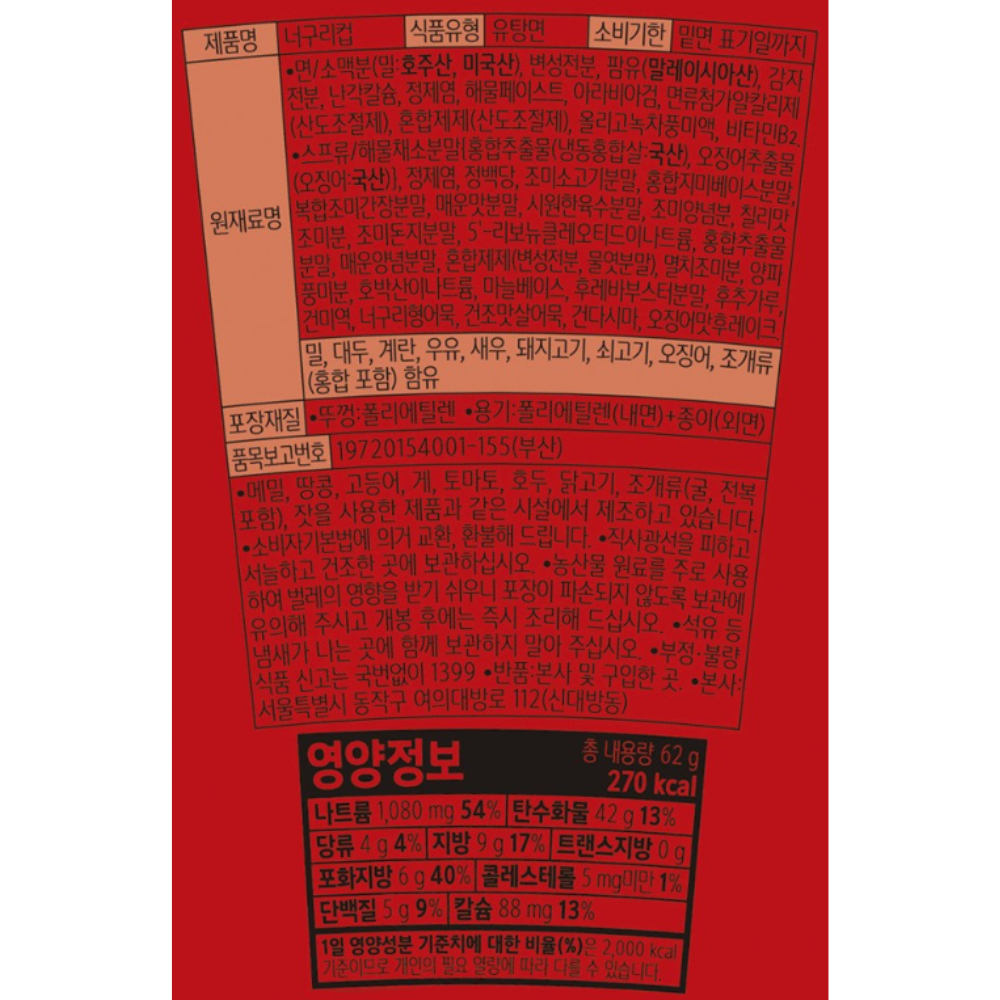 제품명 너구리컵 식품유형 유탕면 소비기한 밑면 표기일까지
원재료명
•면/소맥분(밀:호주산, 미국산), 변성전분, 팜유(말레이시아산), 감자
전분, 난각칼슘, 정제염, 해물페이스트, 아라비아검, 면류첨가알칼리제
(산도조절제), 혼합제제(산도조절제), 올리고녹차풍미액, 비타민B2.
•스프류/해물채소분말[홍합추출물(냉동홍합살:국산), 오징어추출물
(오징어:국산)], 정제염, 정백당, 조미소고기분말, 홍합지미베이스분말,
복합조미간장분말, 매운맛분말, 시원한육수분말, 조미양념분, 칠리맛
조미분, 조미돈지분말, 5'-리보뉴클레오티드이나트륨, 홍합추출물
분말, 매운양념분말, 혼합제제(변성전분, 물엿분말), 멸치조미분, 양파
풍미분, 호박산이나트륨, 마늘베이스, 후레바부스터분말, 후추가루,
건미역, 너구리형어묵, 건조맛살어묵, 건다시마, 오징어맛후레이크
밀, 대두, 계란, 우유, 새우, 돼지고기, 쇠고기, 오징어, 조개류
(홍합 포함) 함유
포장재질 •뚜껑:폴리에틸렌 •용기:폴리에틸렌(내면)+종이(외면)
품목보고번호 19720154001-155(부산)
•메밀, 땅콩, 고등어, 게, 토마토, 호두, 닭고기, 조개류(굴, 전복
포함), 잣을 사용한 제품과 같은 시설에서 제조하고 있습니다.
•소비자기본법에 의거 교환, 환불해 드립니다. •직사광선을 피하고
서늘하고 건조한 곳에 보관하십시오. •농산물 원료를 주로 사용
하여 벌레의 영향을 받기 쉬우니 포장이 파손되지 않도록 보관에
유의해 주시고 개봉 후에는 즉시 조리해 드십시오. •석유 등
냄새가 나는 곳에 함께 보관하지 말아 주십시오. •부정·불량
식품 신고는 국번없이 1399 •반품:본사 및 구입한 곳. •본사:
서울특별시 동작구 여의대방로 112(신대방동)
영양정보 총 내용량 62 g
270 kcal
나트륨 1,080 mg 54% 탄수화물 42 g 13%
당류 4 g 4% 지방 9 g 17% 트랜스지방 0 g
포화지방 6 g 40% 콜레스테롤 5 mg미만 1%
단백질 5 g 9% 칼슘 88 mg 13%
1일 영양성분 기준치에 대한 비율(%)은 2,000 kcal
기준이므로 개인의 필요 열량에 따라 다를 수 있습니다.